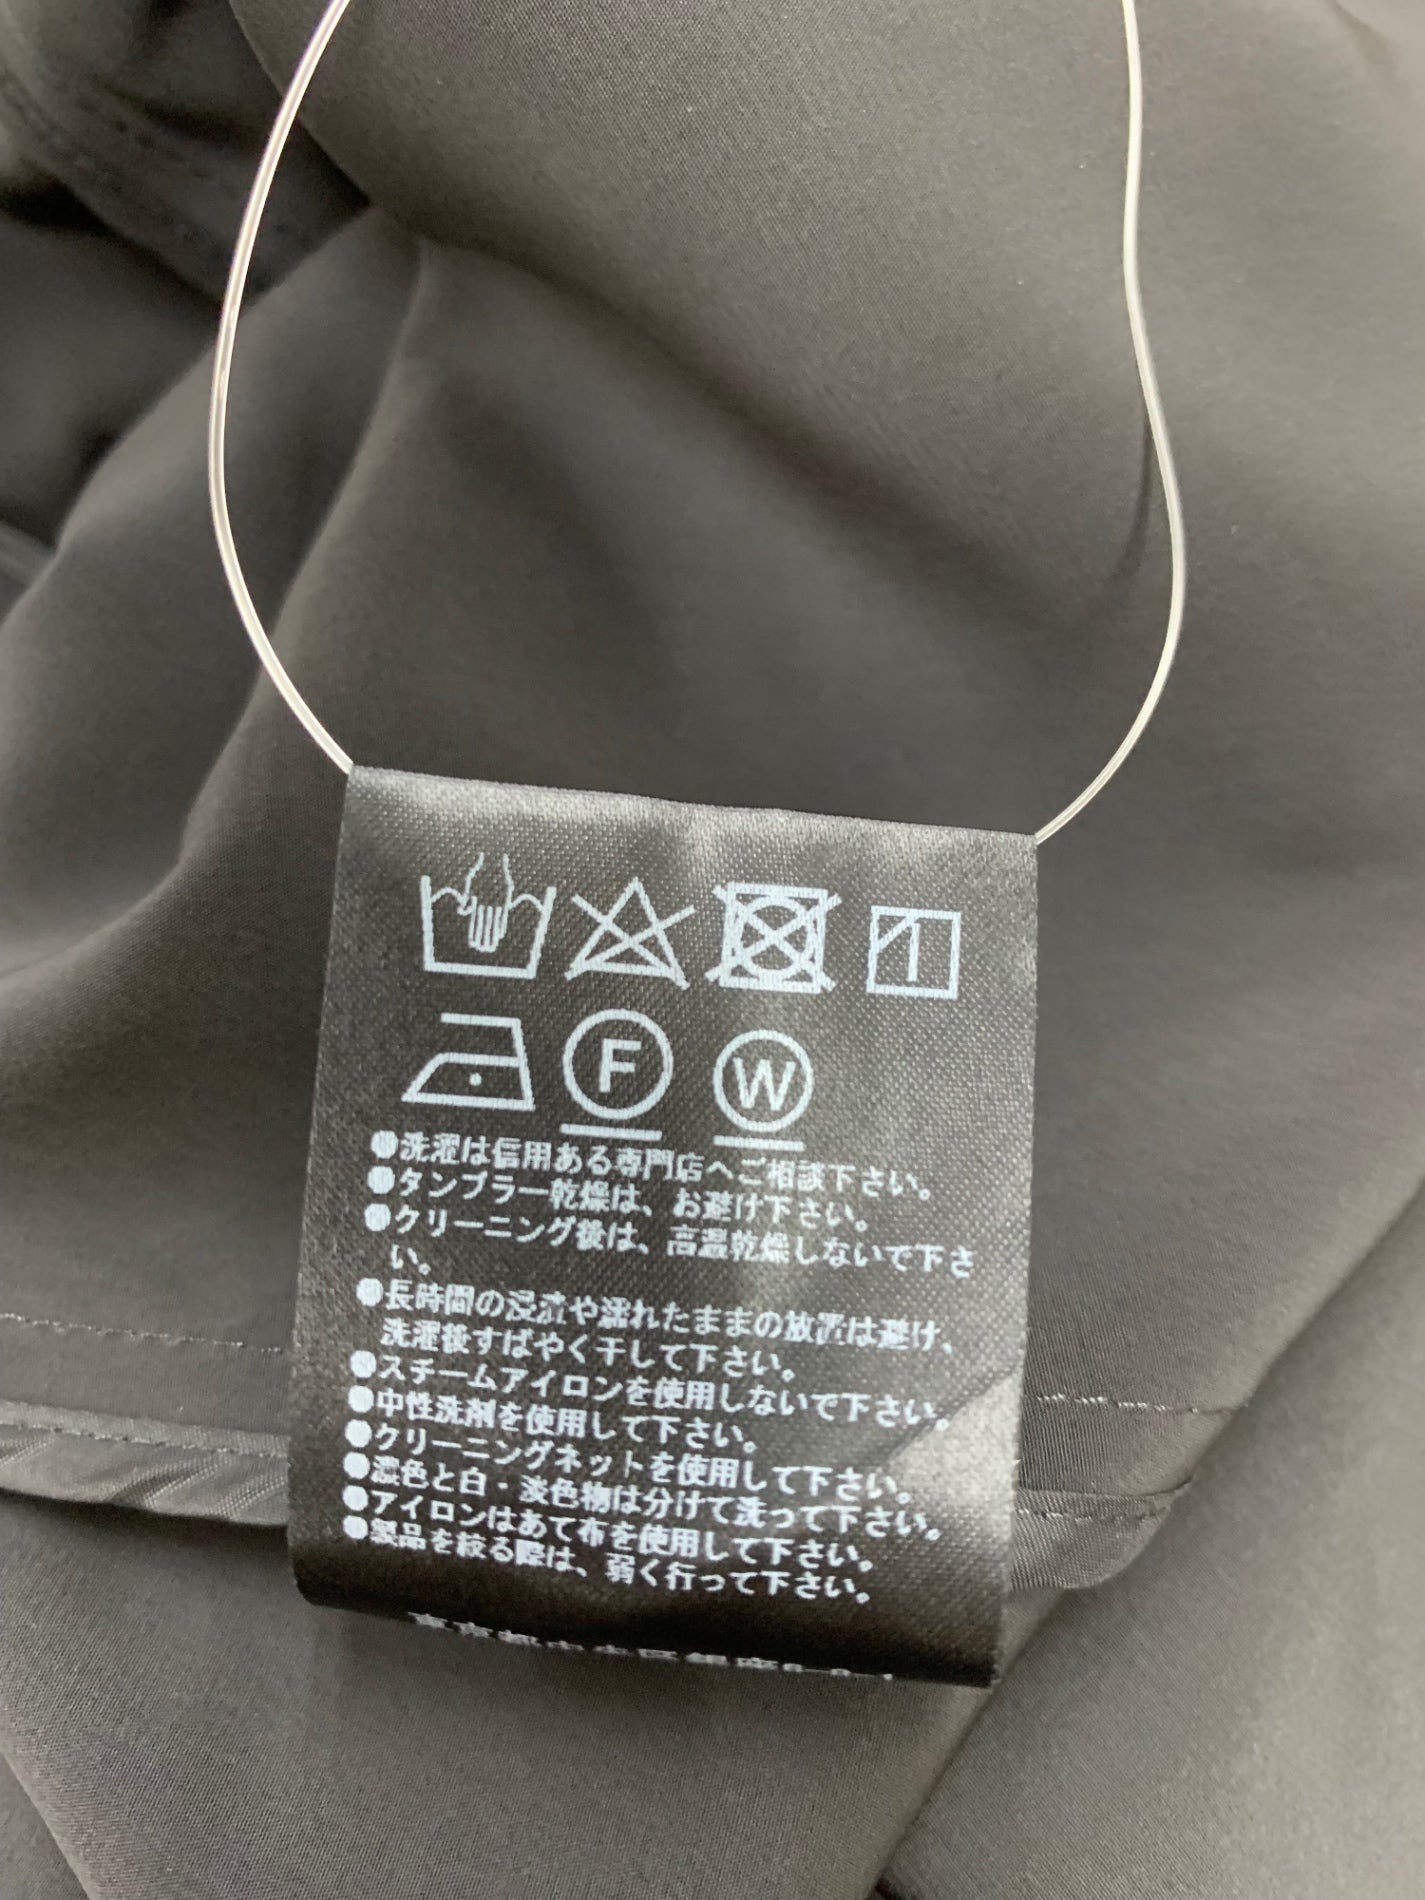 F W
●洗濯は信用ある専門店へご相談下さい。
●タンブラー乾燥は、お避け下さい。
●クリーニング後は、高温乾燥しないで下さ
い。
●長時間の浸漬や濡れたままの放置は避け、
洗濯後すばやく干して下さい。
●スチームアイロンを使用しないで下さい。
●中性洗剤を使用して下さい。
●クリーニングネットを使用して下さい。
●濃色と白・淡色物は分けて洗って下さい。
●アイロンはあて布を使用して下さい。
●製品を絞る際は、弱く行って下さい。
東京都中央区銀座